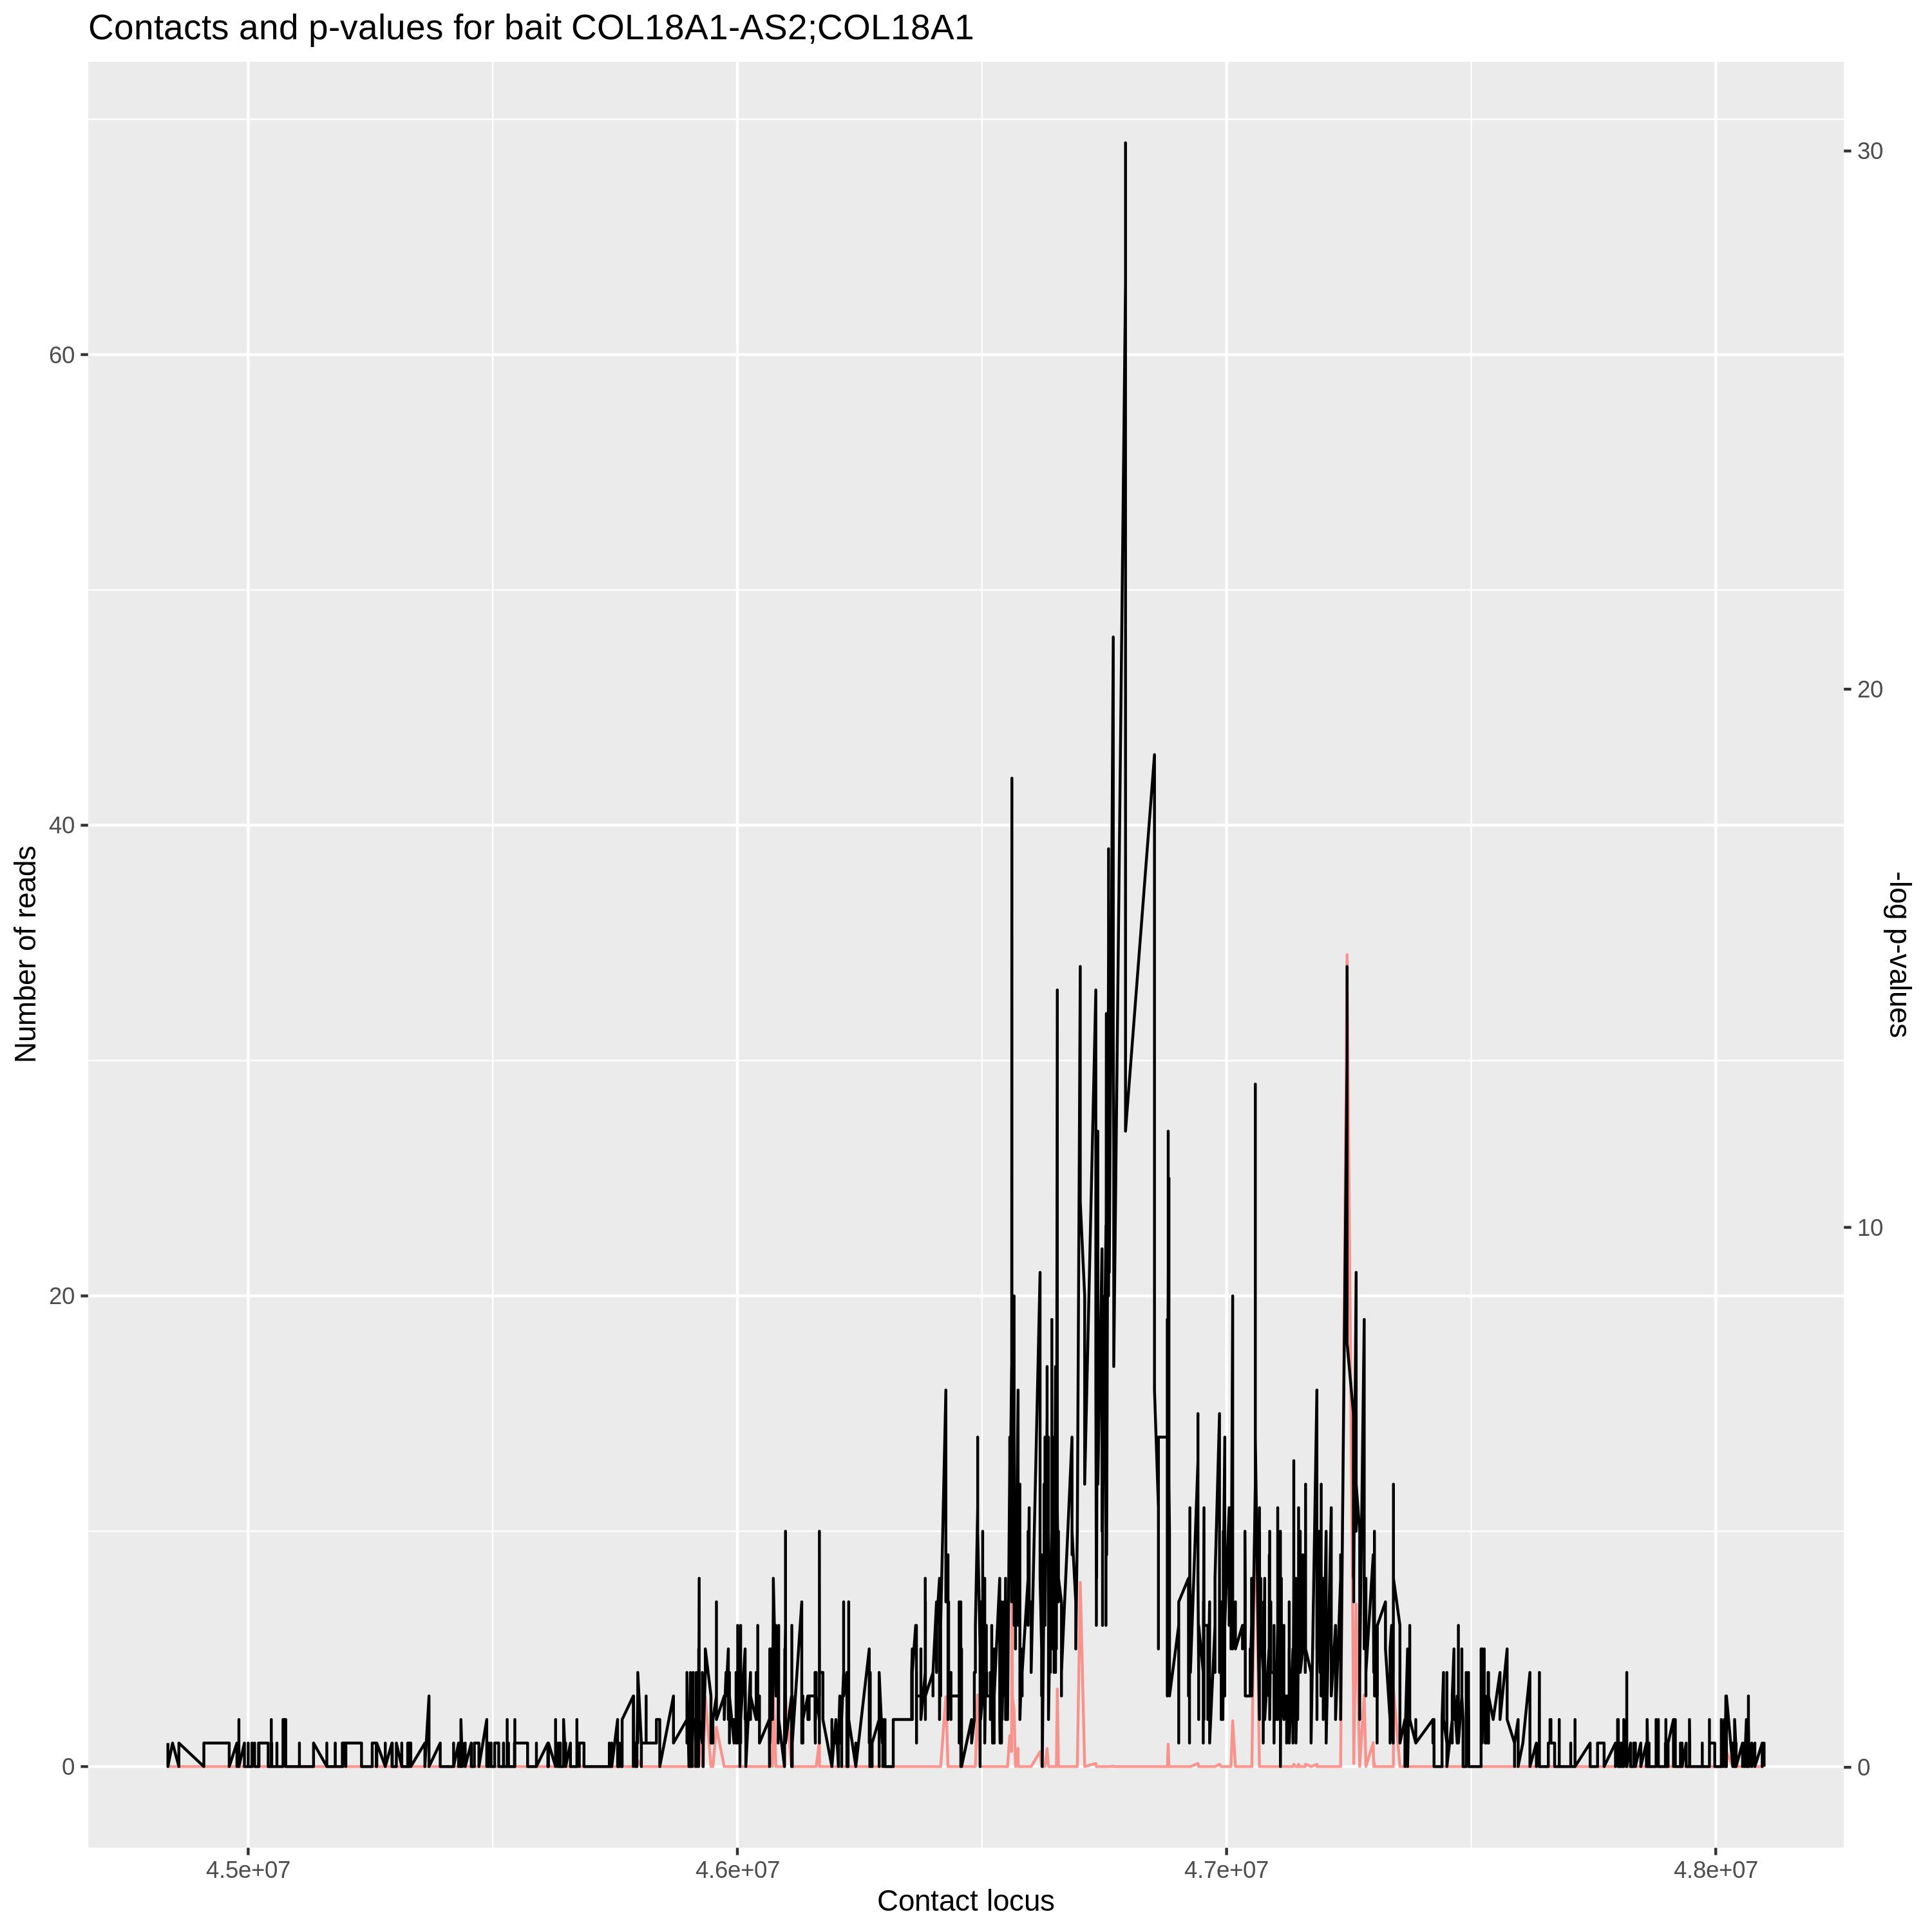 Contacts and p-values for bait COL18A1-AS2;COL18A1
60
40
20
0
Number of reads
30
20
10
0
-log p-values
4.5e+07
4.6e+07
4.7e+07
4.8e+07
Contact locus